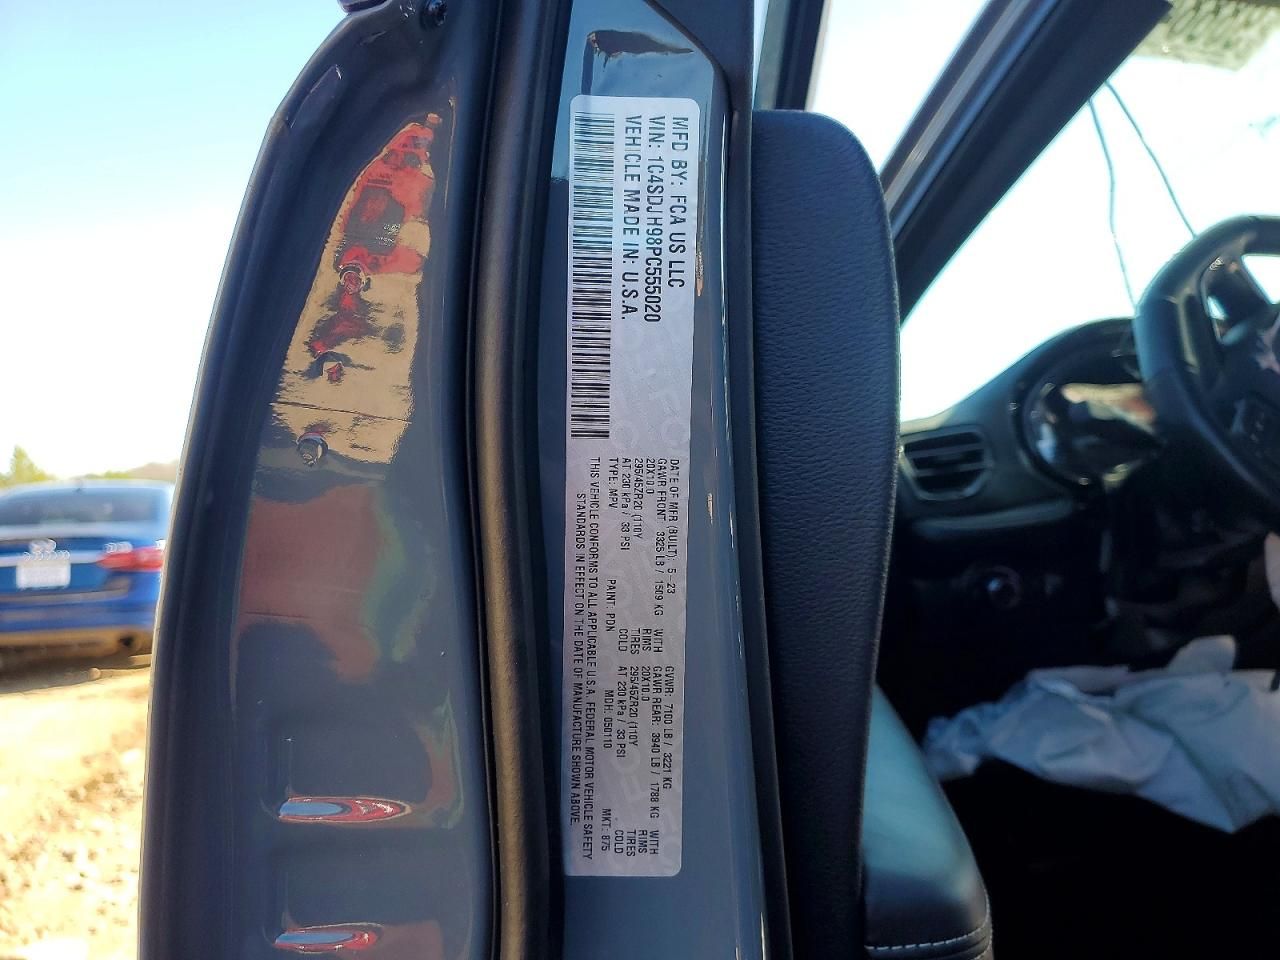 MFD BY: FCA US LLC
VIN: 1C4SDJH98PC555020
VEHICLE MADE IN: U.S.A.
DATE OF MFR (BUILT): 5-23 GVWR: 7100 LB / 3221 KG
GAWR FRONT: 3325 LB / 1509 KG WITH GAWR REAR: 3940 LB / 1788 KG WITH
20X10.0 RIMS 20X10.0 RIMS
295/45ZR20 (110Y TIRES 295/45ZR20 (110Y TIRES
AT 230 kPa / 33 PSI COLD AT 230 kPa / 33 PSI COLD
TYPE: MPV PAINT: PDN MDH: 050110 MKT: 875
THIS VEHICLE CONFORMS TO ALL APPLICABLE U.S.A. FEDERAL MOTOR VEHICLE SAFETY
STANDARDS IN EFFECT ON THE DATE OF MANUFACTURE SHOWN ABOVE.